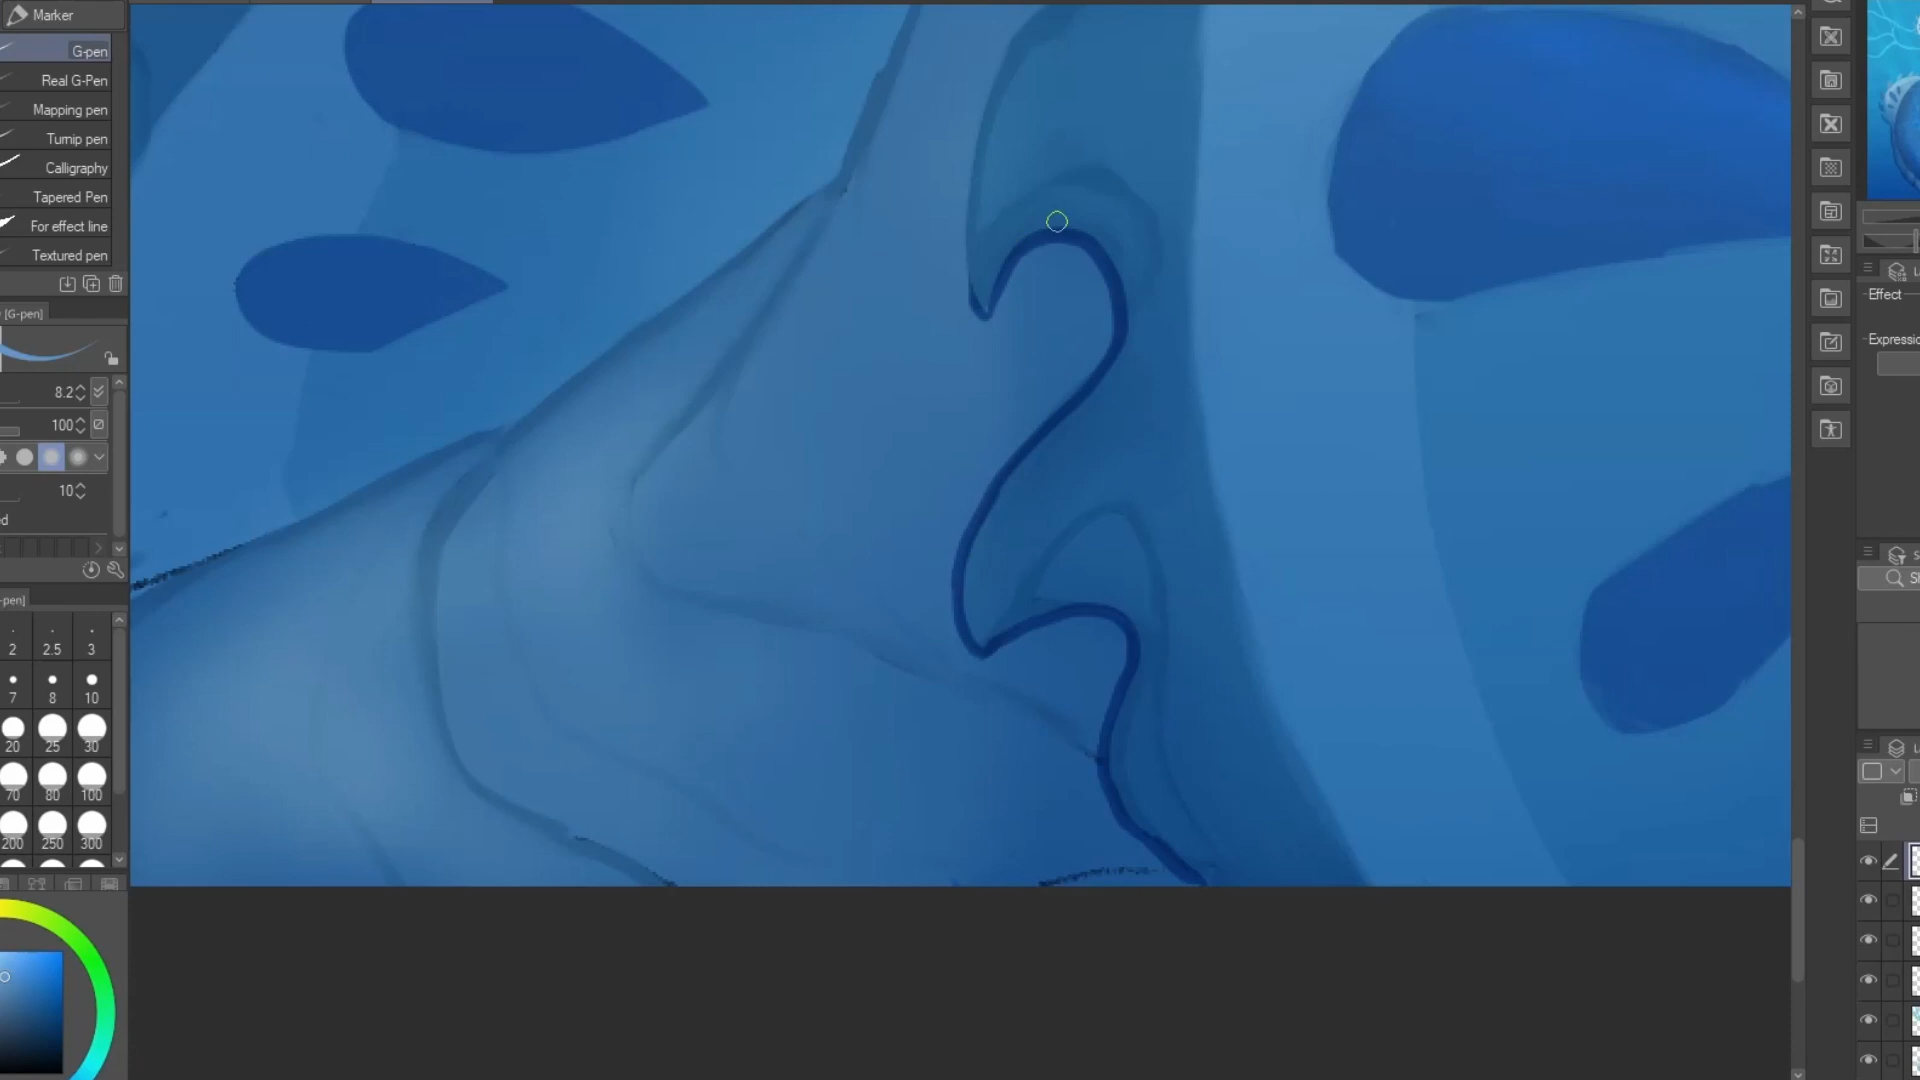 Marker
G-pen
Real G-Pen
Mapping pen
Turnip pen
Calligraphy
Tapered Pen
For effect line
Textured pen
[G-pen]
8.2
100
10
2 2.5 3
7 8 10
20 25 30
70 80 100
200 250 300
Effect